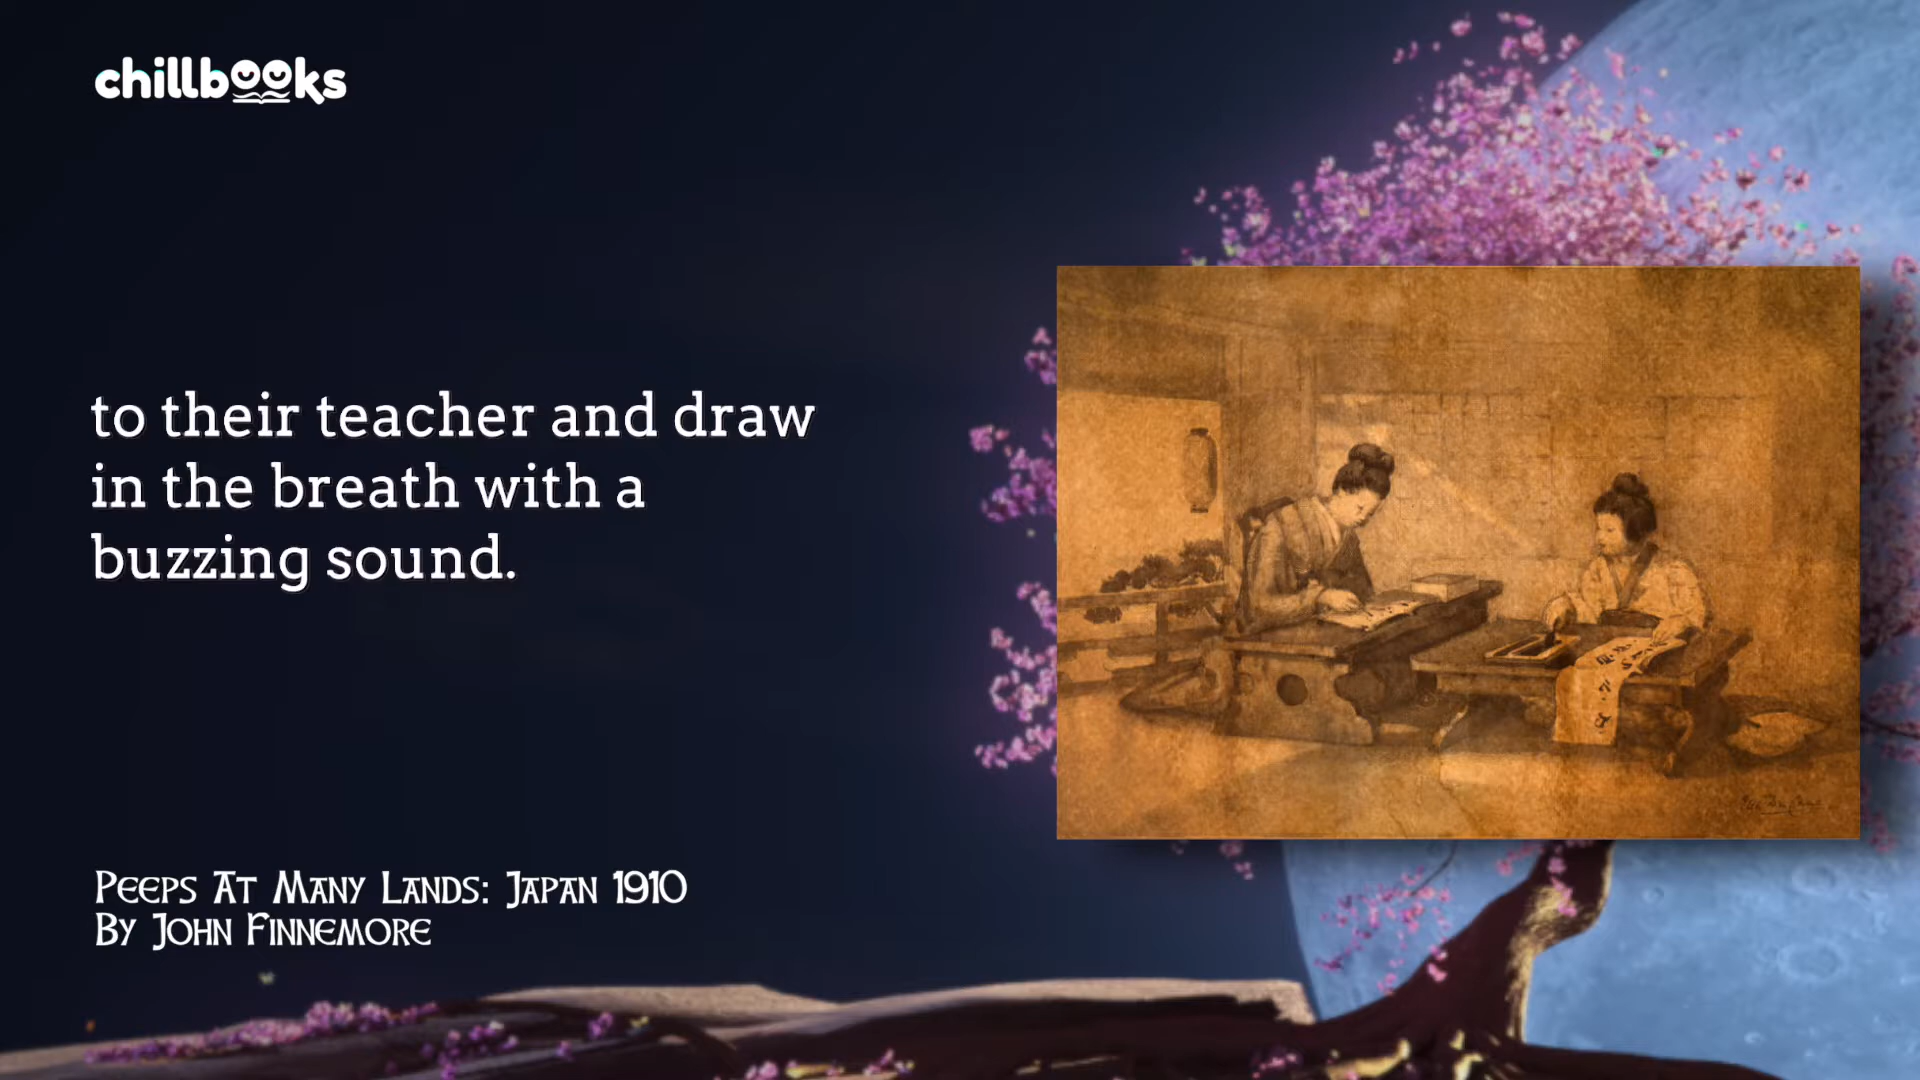 chillbooks
to their teacher and draw
in the breath with a
buzzing sound.
Peeps At Many Lands: Japan 1910
By John Finnemore